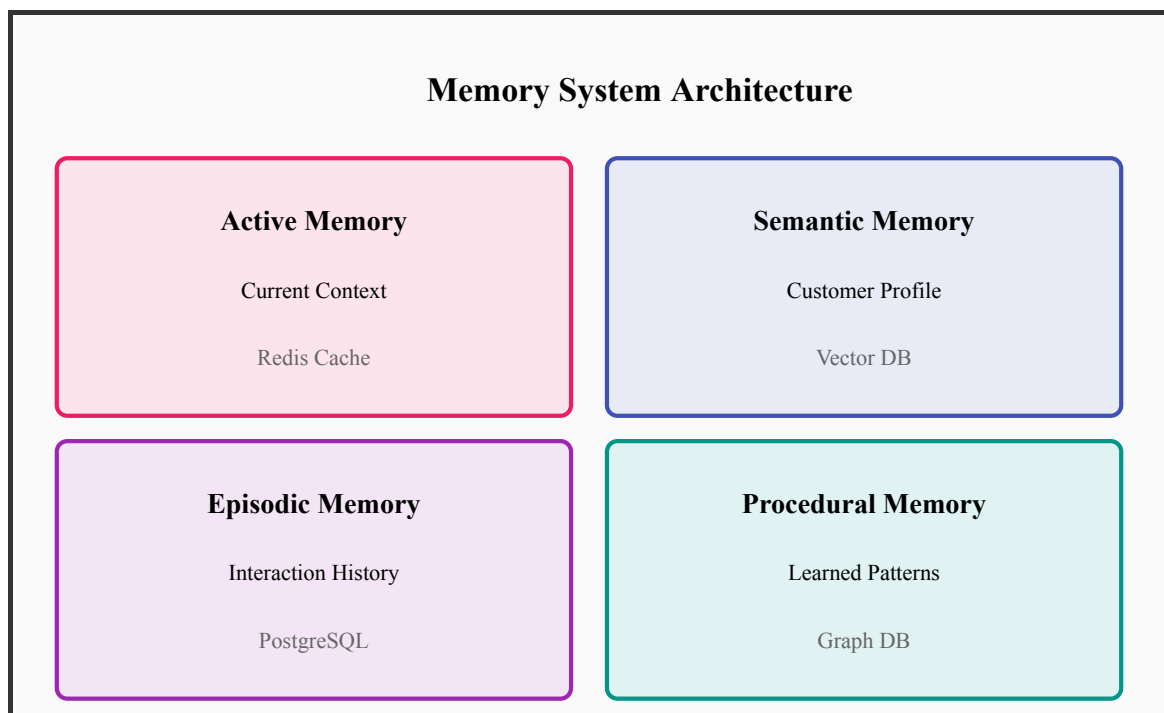 Memory System Architecture
Active Memory
Current Context
Redis Cache
Semantic Memory
Customer Profile
Vector DB
Episodic Memory
Interaction History
PostgreSQL
Procedural Memory
Learned Patterns
Graph DB